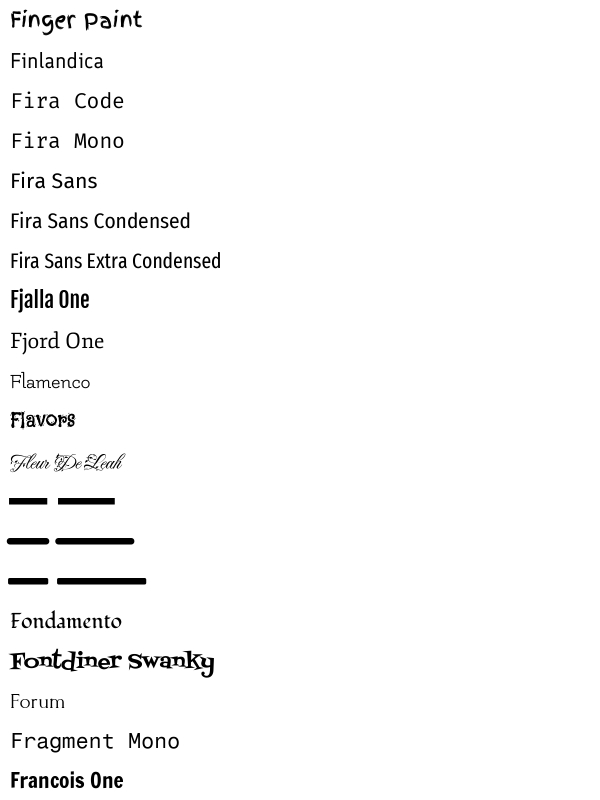 Finger Paint
Finlandica
Fira Code
Fira Mono
Fira Sans
Fira Sans Condensed
Fira Sans Extra Condensed
Fjalla One
Fjord One
Flamenco
Flavors
Fleur De Leah
Fondamento
Fontdiner Swanky
Forum
Fragment Mono
Francois One